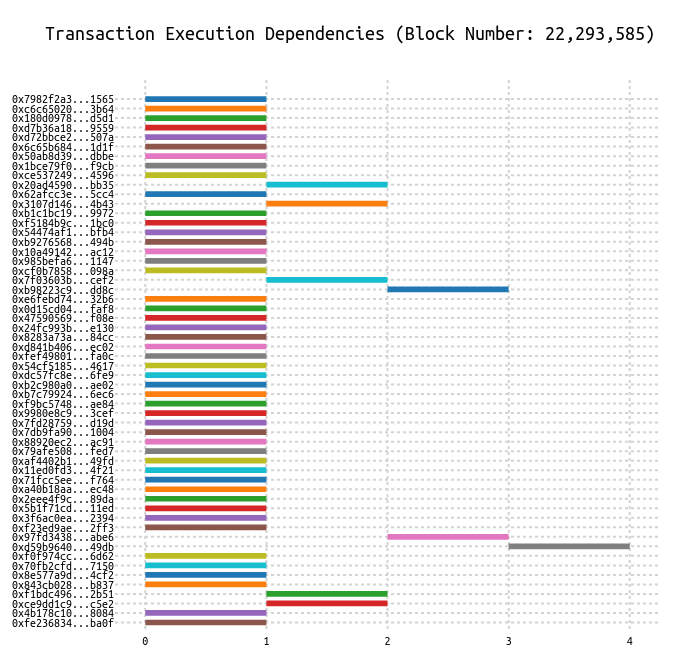 Transaction Execution Dependencies (Block Number: 22,293,585)
0x7982f2a3...1565
0xc6c65020...3b64
0x180d0978...d5d1
0xd7b36a18...9559
0xd72bbce2...507a
0x6c65b684...1d1f
0x50ab8d39...dbbe
0x1bce79f0...f9cb
0xce537249...4596
0x20ad4590...bb35
0x62afcc3e...5cc4
0x3107d146...4b43
0xb1c1bc19...9972
0xf5184b9c...1bc0
0x54474af1...bfb4
0xb9276568...494b
0x10a49142...ac12
0x985befa6...1147
0xcf0b7858...098a
0x7f03603b...cef2
0xb98223c9...dd8c
0xe6febd74...32b6
0x0d15cd04...faf8
0x47590569...f08e
0x24fc993b...e130
0x8283a73a...84cc
0xd841b406...ec02
0xfef49801...fa0c
0x54cf5185...4617
0xdc57fc8e...6fe9
0xb2c980a0...ae02
0xb7c79924...6ec6
0xf9bc5748...ae84
0x9980e8c9...3cef
0x7fd28759...d19d
0x7db9fa90...1004
0x88920ec2...ac91
0x79afe508...fed7
0xaf4402b1...49fd
0x11ed0fd3...4f21
0x71fcc5ee...f764
0xa40b18aa...ec48
0x2eee4f9c...89da
0x5b1f71cd...11ed
0x3f6ac0ea...2394
0xf23ed9ae...2ff3
0x97fd3438...abe6
0xd59b9640...49db
0xf0f974cc...6d62
0x70fb2cfd...7150
0x8e577a9d...4cf2
0x843cb028...b837
0xf1bdc496...2b51
0xce9dd1c9...c5e2
0x4b178c10...8084
0xfe236834...ba0f
0 1 2 3 4